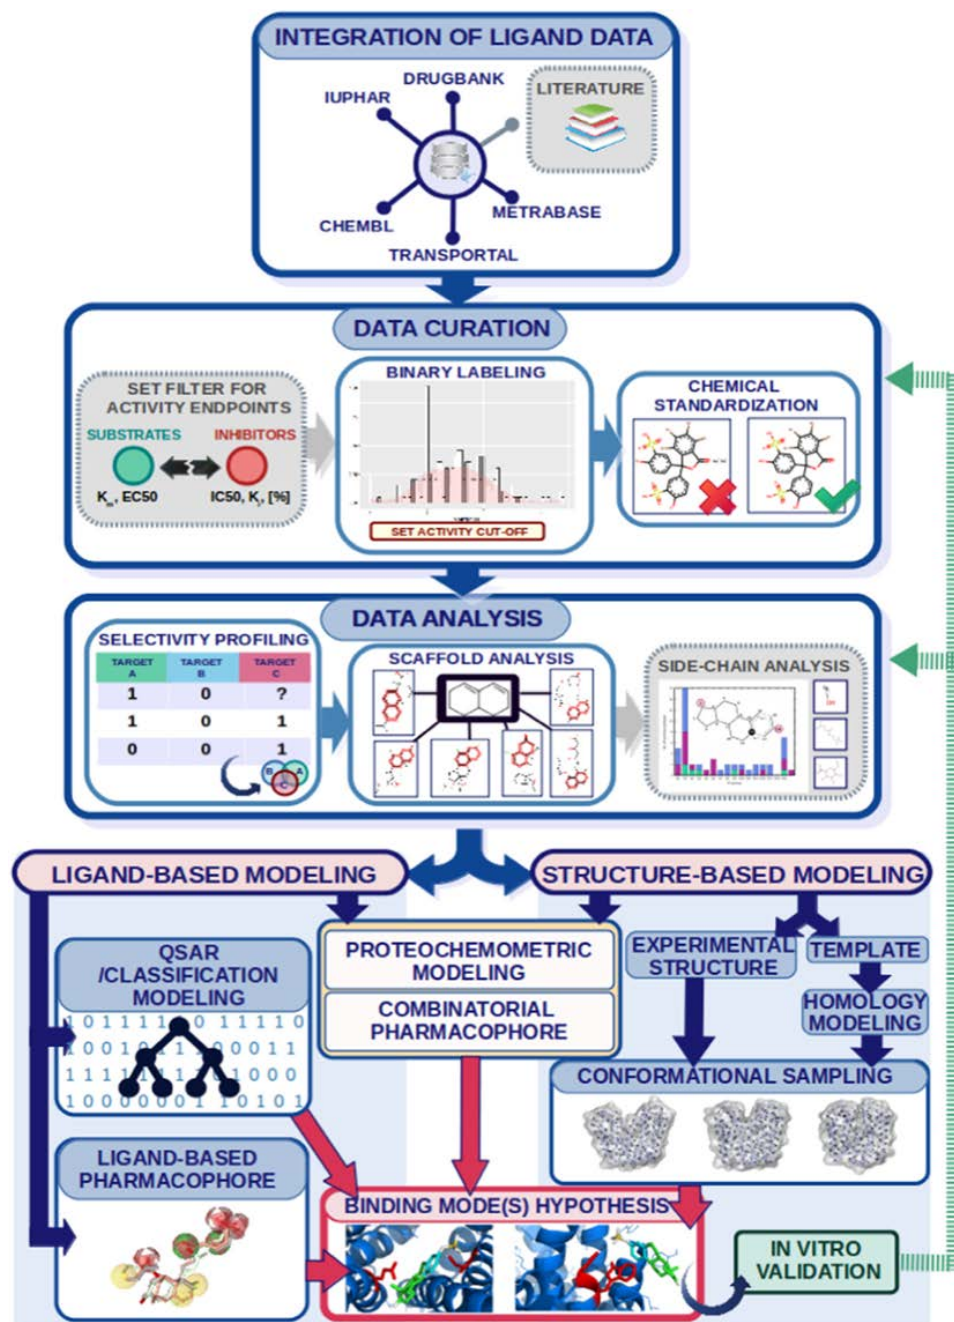 INTEGRATION OF LIGAND DATA
DRUGBANK
IUPHAR
LITERATURE
CHEMBL
METRABASE
TRANSPORTAL
DATA CURATION
SET FILTER FOR
ACTIVITY ENDPOINTS
SUBSTRATES
INHIBITORS
Km, EC50
IC50, Ki, [%]
BINARY LABELING
SET ACTIVITY CUT-OFF
CHEMICAL
STANDARDIZATION
DATA ANALYSIS
SELECTIVITY PROFILING
TARGET A TARGET B TARGET C
1 0 ?
1 0 1
0 0 1
B A
C
SCAFFOLD ANALYSIS
SIDE-CHAIN ANALYSIS
LIGAND-BASED MODELING
STRUCTURE-BASED MODELING
QSAR
/CLASSIFICATION
MODELING
PROTEOCHEMOMETRIC
MODELING
COMBINATORIAL
PHARMACOPHORE
EXPERIMENTAL
STRUCTURE
TEMPLATE
HOMOLOGY
MODELING
CONFORMATIONAL SAMPLING
LIGAND-BASED
PHARMACOPHORE
BINDING MODE(S) HYPOTHESIS
IN VITRO
VALIDATION